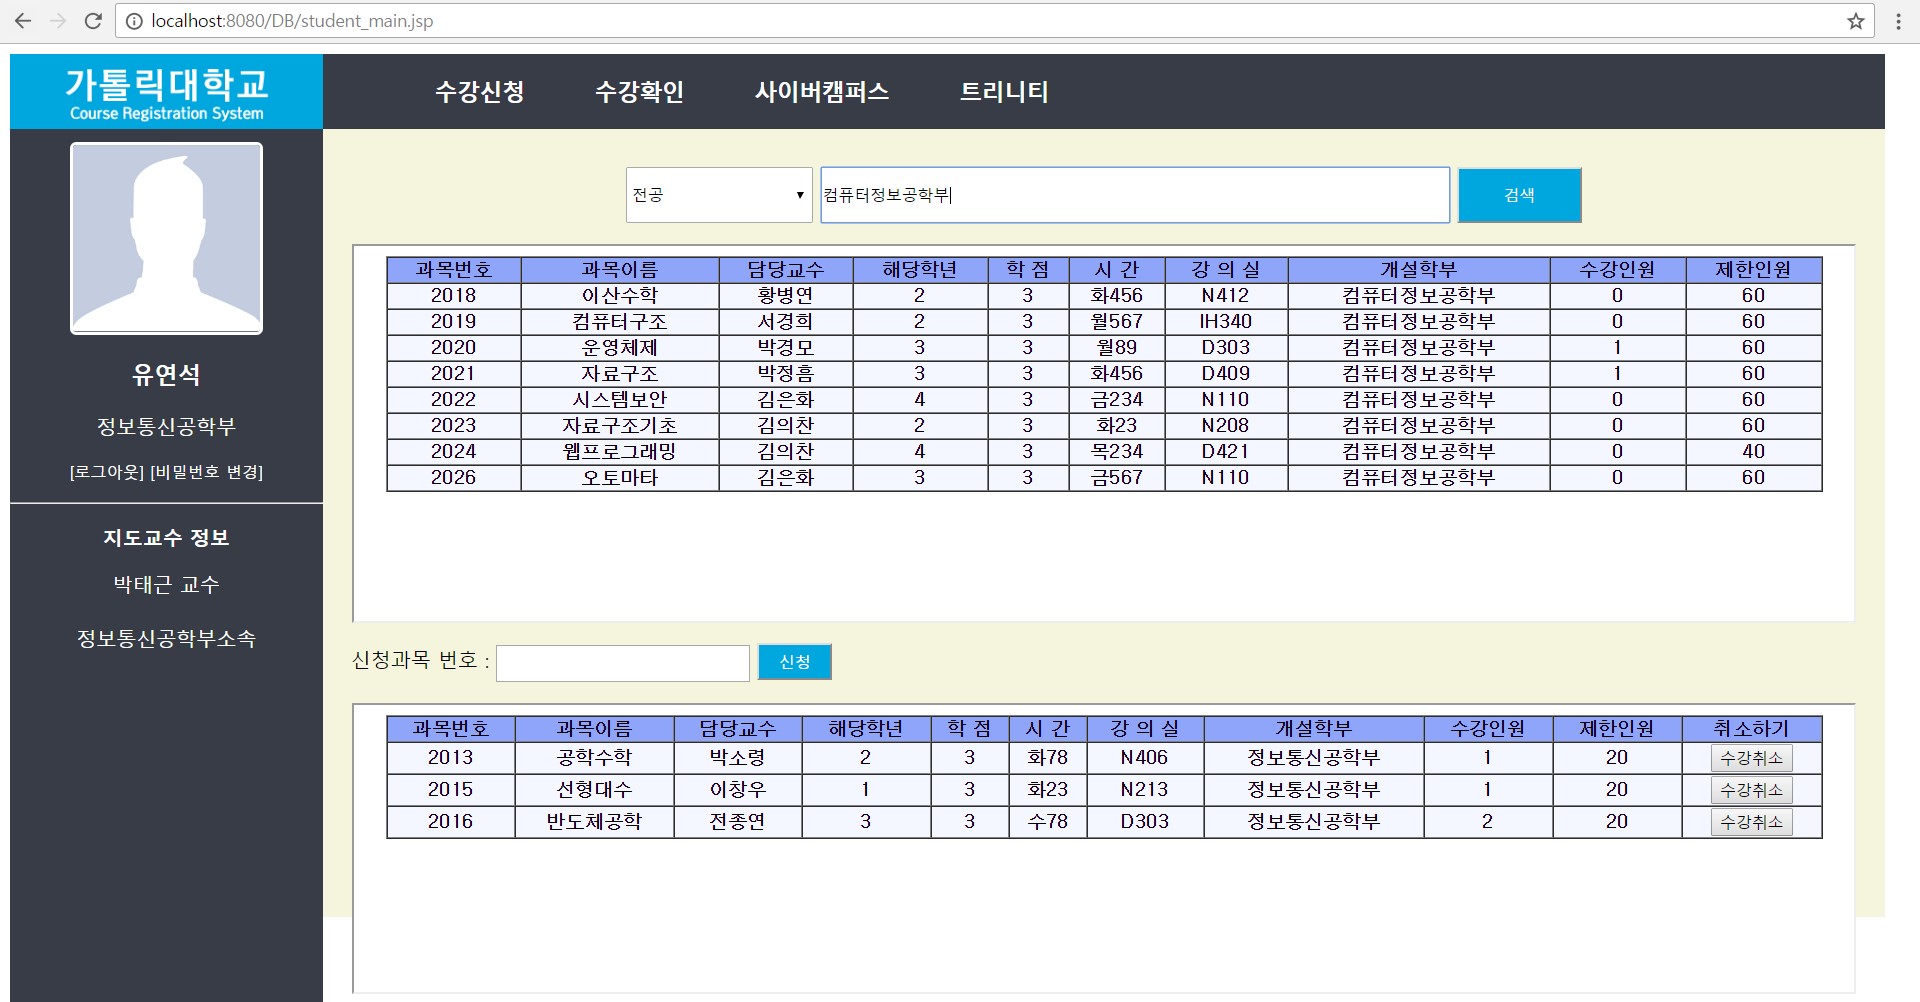 localhost:8080/DB/student_main.jsp
가톨릭대학교
Course Registration System
수강신청 수강확인 사이버캠퍼스 트리니티
유연석
정보통신공학부
[로그아웃] [비밀번호 변경]
지도교수 정보
박태근 교수
정보통신공학부소속
전공 컴퓨터정보공학부 검색
과목번호 과목이름 담당교수 해당학년 학 점 시 간 강 의 실 개설학부 수강인원 제한인원
2018 이산수학 황병연 2 3 화456 N412 컴퓨터정보공학부 0 60
2019 컴퓨터구조 서경희 2 3 월567 IH340 컴퓨터정보공학부 0 60
2020 운영체제 박경모 3 3 월89 D303 컴퓨터정보공학부 1 60
2021 자료구조 박정흠 3 3 화456 D409 컴퓨터정보공학부 1 60
2022 시스템보안 김은화 4 3 금234 N110 컴퓨터정보공학부 0 60
2023 자료구조기초 김의찬 2 3 화23 N208 컴퓨터정보공학부 0 60
2024 웹프로그래밍 김의찬 4 3 목234 D421 컴퓨터정보공학부 0 40
2026 오토마타 김은화 3 3 금567 N110 컴퓨터정보공학부 0 60
신청과목 번호 : 신청
과목번호 과목이름 담당교수 해당학년 학 점 시 간 강 의 실 개설학부 수강인원 제한인원 취소하기
2013 공학수학 박소령 2 3 화78 N406 정보통신공학부 1 20 수강취소
2015 선형대수 이창우 1 3 화23 N213 정보통신공학부 1 20 수강취소
2016 반도체공학 전종연 3 3 수78 D303 정보통신공학부 2 20 수강취소